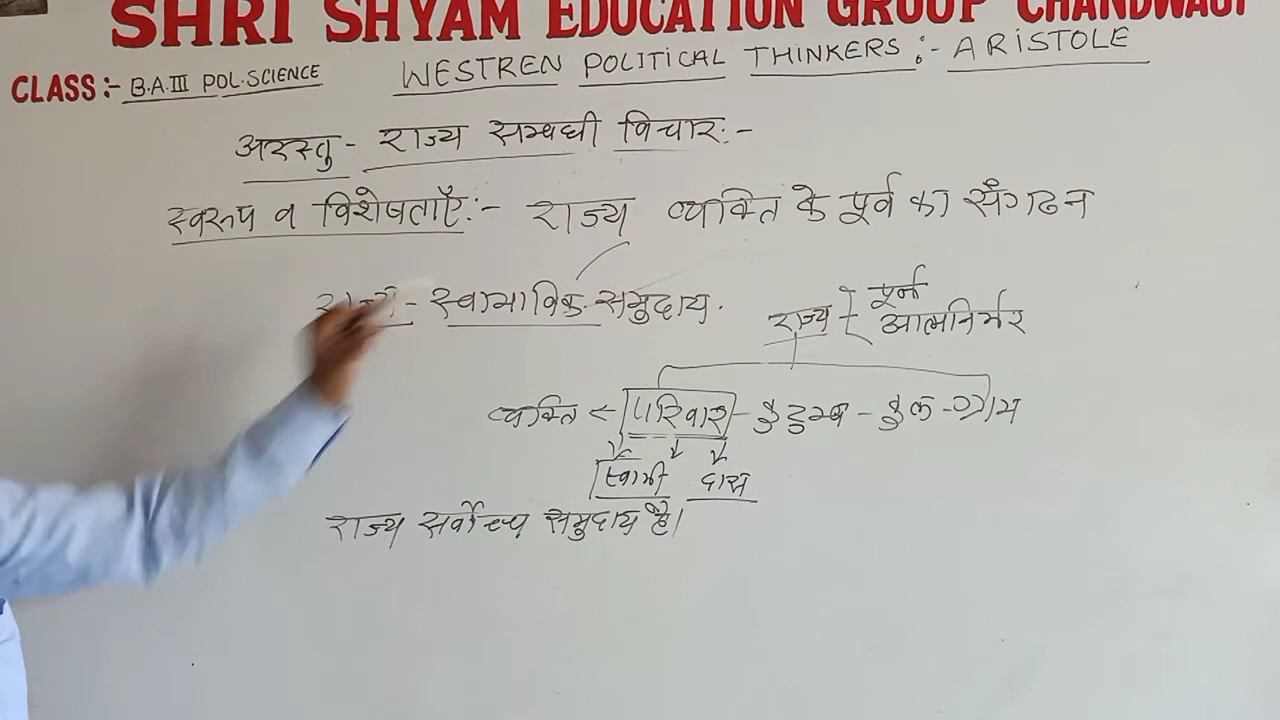 SHRI SHYAM EDUCATION GROUP CHANDWAJI
CLASS:- B.A.III POL.SCIENCE WESTREN POLITICAL THINKERS:- ARISTOLE
अरस्तु - राज्य सम्बधी विचार:-
स्वरूप व विशेषताएँ:- राज्य व्यक्ति के पूर्व का संगठन
राज्य - स्वाभाविक समुदाय.
राज्य - पूर्ण
आत्मनिर्भर
व्यक्ति < परिवार - कुटुम्ब - कुल - ग्राम
स्वामी दास
राज्य सर्वोच्च समुदाय है।